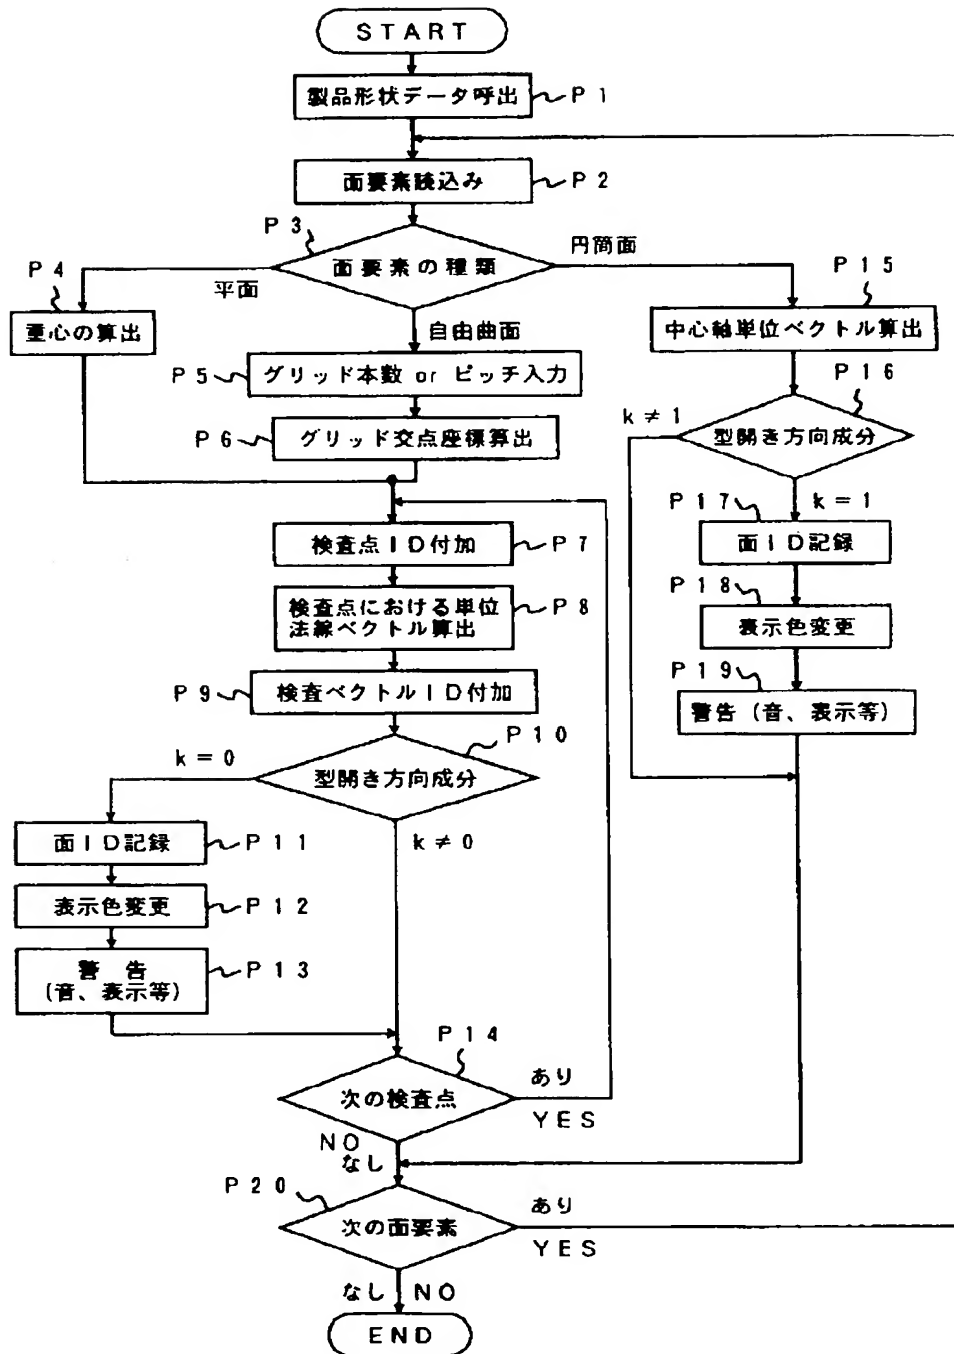 START
製品形状データ呼出
P1
面要素読込み
P2
P3
面要素の種類
円筒面
平面
P4
重心の算出
自由曲面
P15
中心軸単位ベクトル算出
P5
グリッド本数 or ピッチ入力
P16
P6
グリッド交点座標算出
k≠1
型開き方向成分
P17
k=1
検査点ID付加
P7
面ID記録
検査点における単位
法線ベクトル算出
P8
P18
表示色変更
P9
検査ベクトルID付加
P19
警告(音、表示等)
P10
k=0
型開き方向成分
面ID記録
P11
k≠0
表示色変更
P12
警 告
(音、表示等)
P13
P14
次の検査点
あり
YES
NO
なし
P20
次の面要素
あり
YES
なし
NO
END